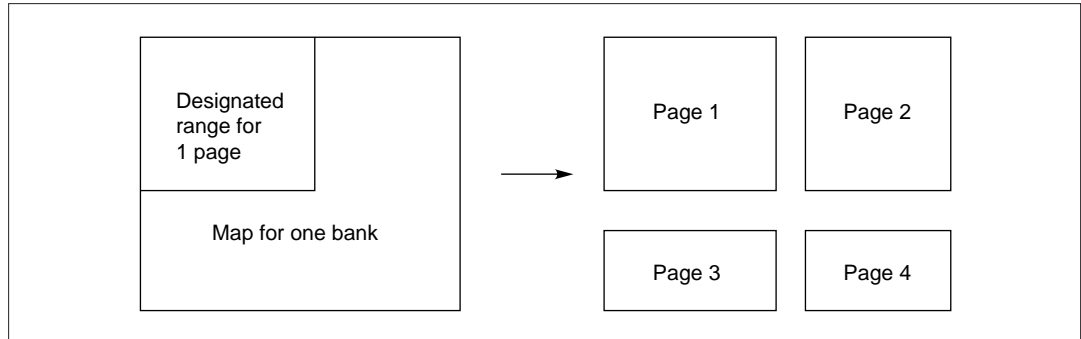 Designated
range for
1 page
Map for one bank
Page 1
Page 2
Page 3
Page 4